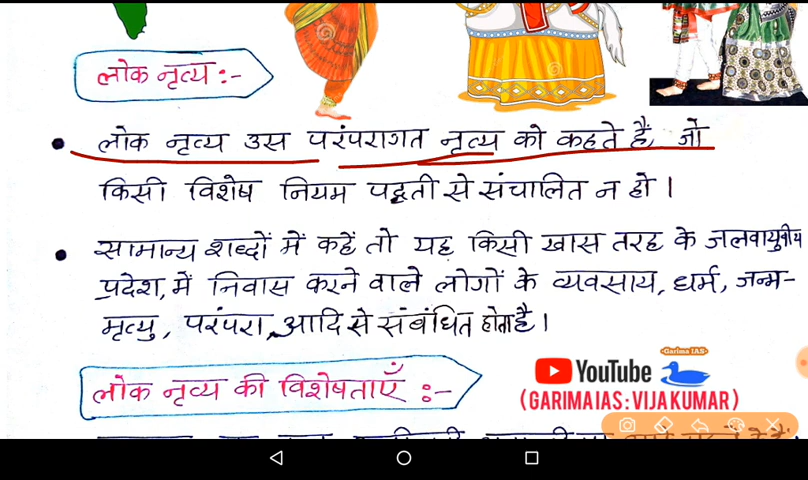 लोक नृत्य :-
• लोक नृत्य उस परंपरागत नृत्य को कहते हैं, जो
किसी विशेष नियम पद्दती से संचालित न हो।
• सामान्य शब्दों में कहें तो यह किसी खास तरह के जलवायुवीय
प्रदेश, में निवास करने वाले लोगों के व्यवसाय, धर्म, जन्म-
मृत्यु, परंपरा, आदि से संबंधित होता है।
Garima IAS
YouTube
लोक नृत्य की विशेषताएँ :-
(GARIMA IAS : VIJAKUMAR)